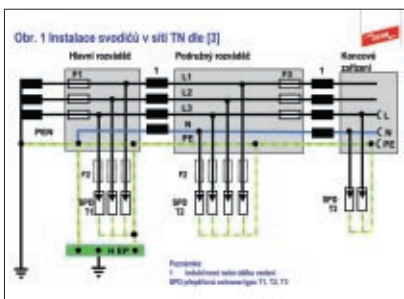 Obr. 1 Instalace svodičů v síti TN dle [3]
Hlavní rozváděč
Podružný rozváděč
Koncové zařízení
F1
1
L1
F3
1
L2
L3
L
PEN
N
N
PE
PE
F2
F2
SPD T1
SPD T2
SPD T3
HEP
Poznámka:
1 indukčnost nebo délka vedení
SPD přepěťová ochrana typu T1, T2, T3